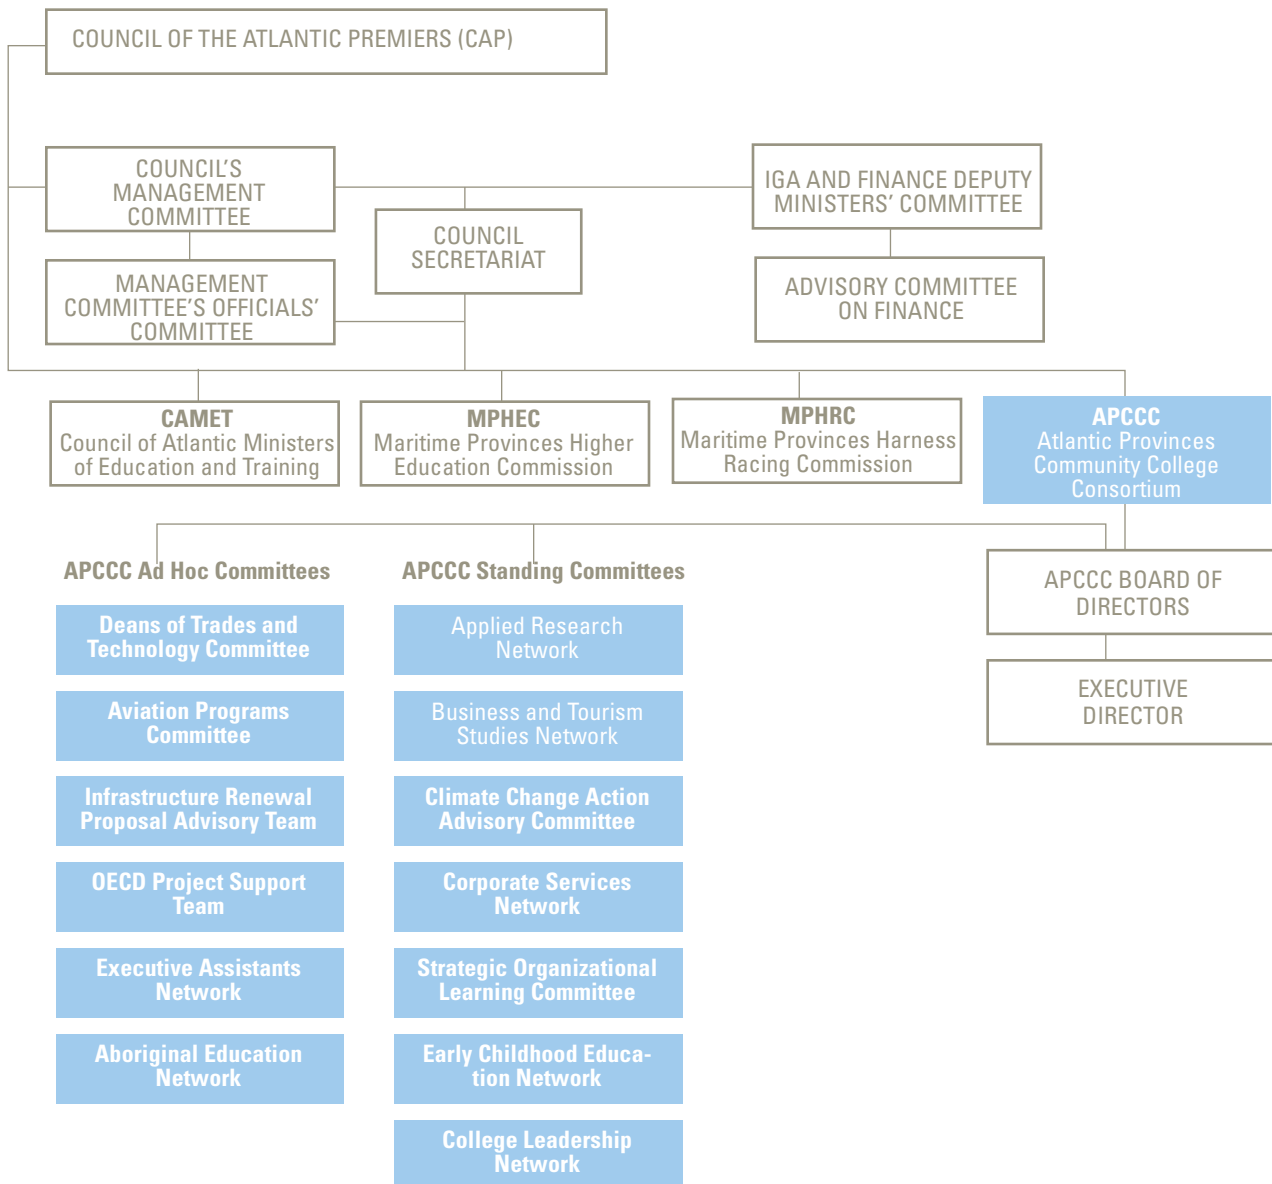 COUNCIL OF THE ATLANTIC PREMIERS (CAP)
COUNCIL'S
MANAGEMENT
COMMITTEE
IGA AND FINANCE DEPUTY
MINISTERS' COMMITTEE
COUNCIL
SECRETARIAT
MANAGEMENT
COMMITTEE'S OFFICIALS'
COMMITTEE
ADVISORY COMMITTEE
ON FINANCE
CAMET
Council of Atlantic Ministers
of Education and Training
MPHEC
Maritime Provinces Higher
Education Commission
MPHRC
Maritime Provinces Harness
Racing Commission
APCCC
Atlantic Provinces
Community College
Consortium
APCCC Ad Hoc Committees
Deans of Trades and
Technology Committee
Aviation Programs
Committee
Infrastructure Renewal
Proposal Advisory Team
OECD Project Support
Team
Executive Assistants
Network
Aboriginal Education
Network
APCCC Standing Committees
Applied Research
Network
Business and Tourism
Studies Network
Climate Change Action
Advisory Committee
Corporate Services
Network
Strategic Organizational
Learning Committee
Early Childhood Educa-
tion Network
College Leadership
Network
APCCC BOARD OF
DIRECTORS
EXECUTIVE
DIRECTOR